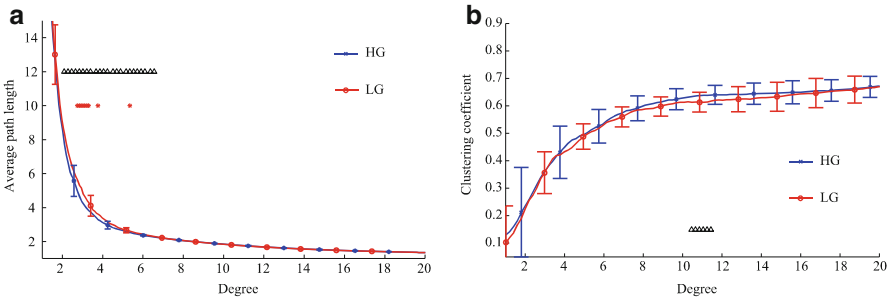 a
Average path length
14
12
10
8
6
4
2
2 4 6 8 10 12 14 16 18 20
Degree
HG
LG
b
Clustering coefficient
0.9
0.8
0.7
0.6
0.5
0.4
0.3
0.2
0.1
2 4 6 8 10 12 14 16 18 20
Degree
HG
LG